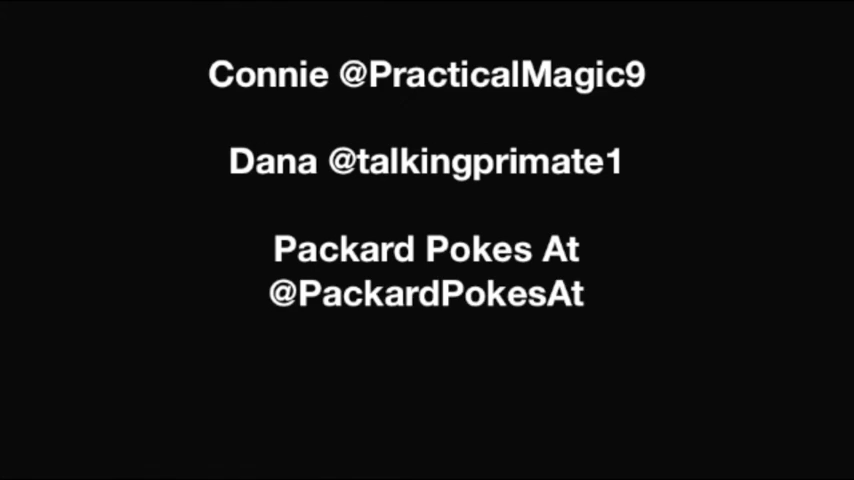 Connie @PracticalMagic9
Dana @talkingprimate1
Packard Pokes At
@PackardPokesAt